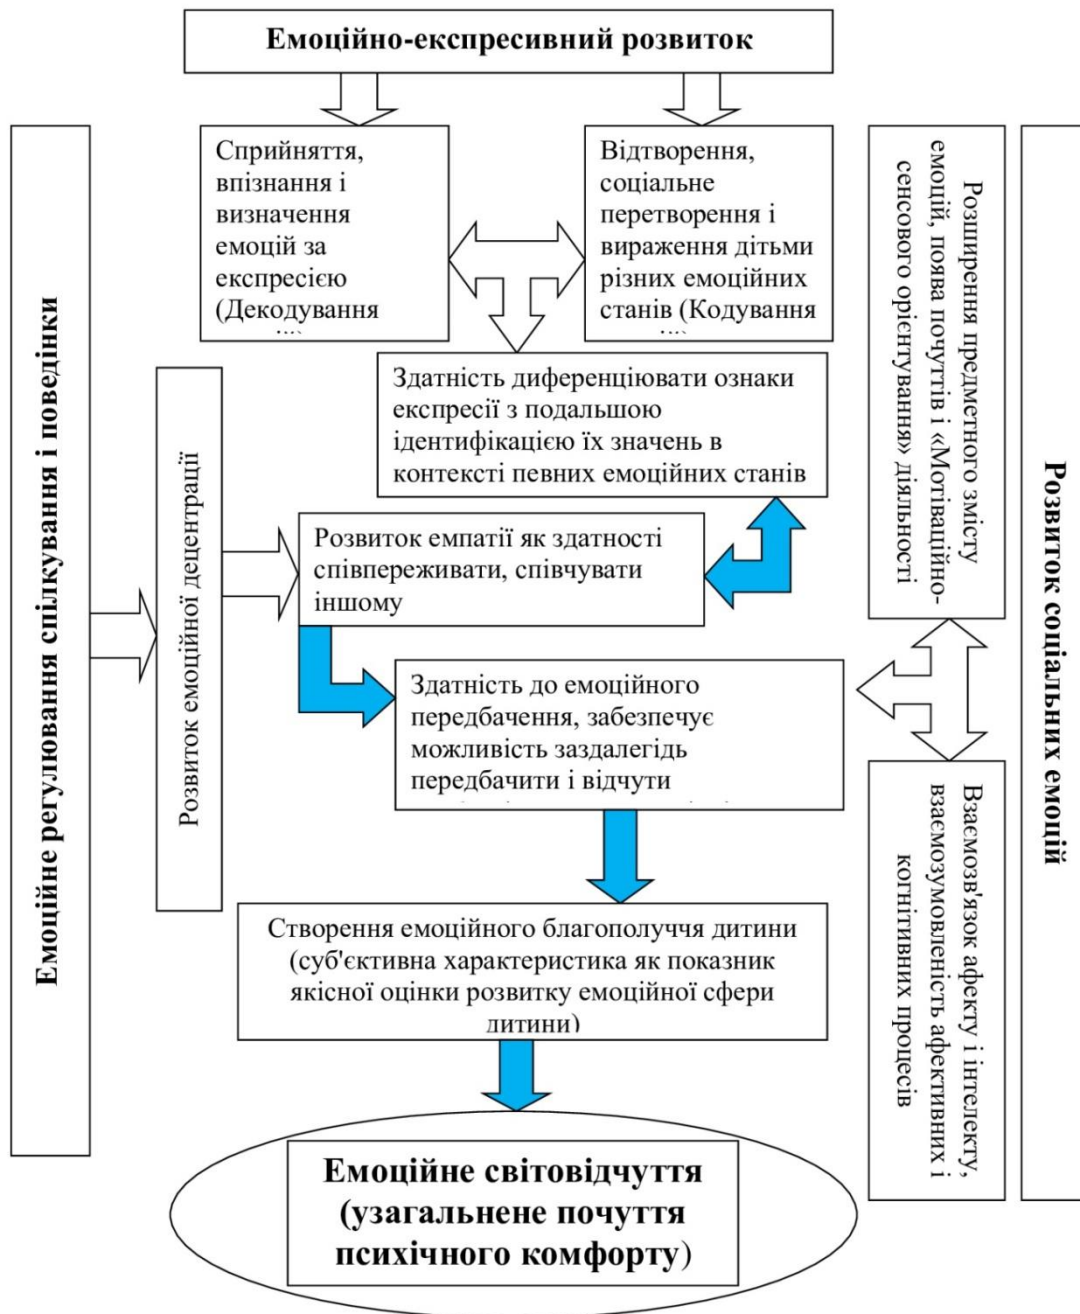 Емоційно-експресивний розвиток
Сприйняття,
впізнання і
визначення
емоцій за
експресією
(Декодування
Відтворення,
соціальне
перетворення і
вираження дітьми
різних емоційних
станів (Кодування
Здатність диференціювати ознаки
експресії з подальшою
ідентифікацією їх значень в
контексті певних емоційних станів
Емоційне регулювання спілкування і поведінки
Розвиток емоційної децентрації
Розвиток емпатії як здатності
співпереживати, співчувати
іншому
Здатність до емоційного
передбачення, забезпечує
можливість заздалегідь
передбачити і відчути
Створення емоційного благополуччя дитини
(суб'єктивна характеристика як показник
якісної оцінки розвитку емоційної сфери
дитини)
Емоційне світовідчуття
(узагальнене почуття
психічного комфорту)
Розширення предметного змісту
емоцій, поява почуттів і «Мотіваційно-
сенсового орієнтування» діяльності
Взаємозв'язок афекту і інтелекту,
взаємозумовленість афективних і
когнітивних процесів
Розвиток соціальних емоцій